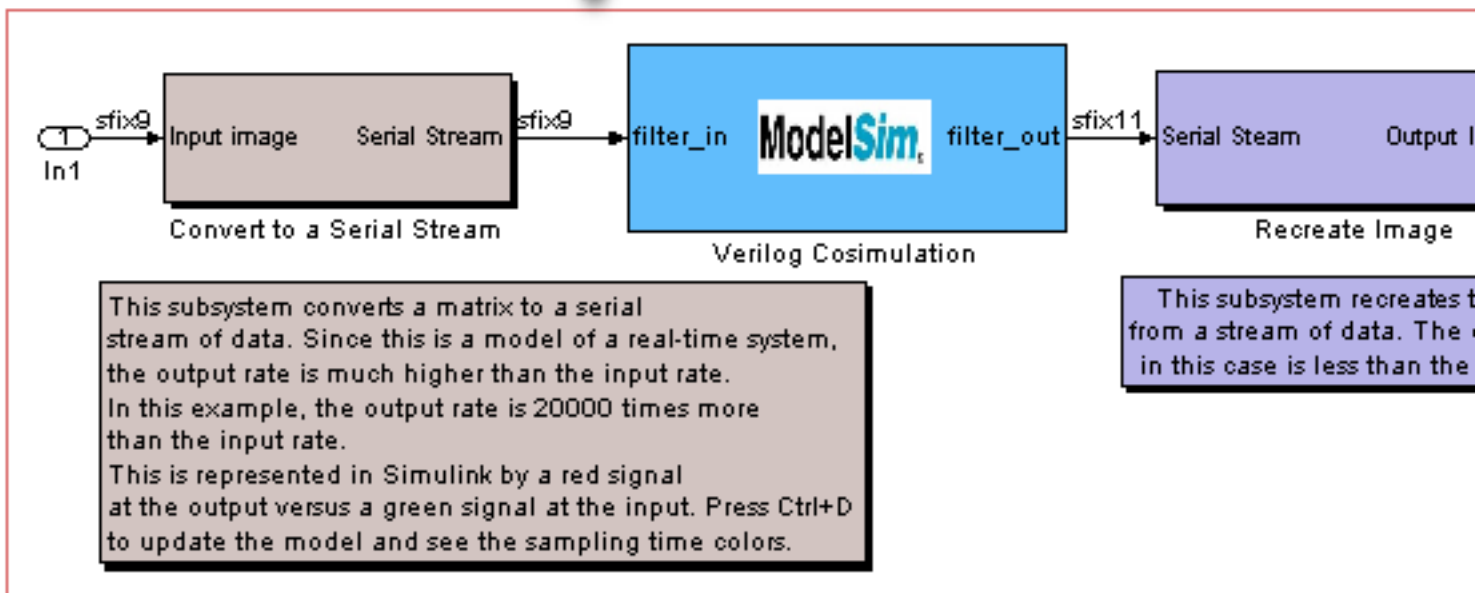 sfix9
1
In1
Input image
Serial Stream
Convert to a Serial Stream
sfix9
filter_in
ModelSim
filter_out
Verilog Cosimulation
sfix11
Serial Steam
Output
Recreate Image
This subsystem converts a matrix to a serial
stream of data. Since this is a model of a real-time system,
the output rate is much higher than the input rate.
In this example, the output rate is 20000 times more
than the input rate.
This is represented in Simulink by a red signal
at the output versus a green signal at the input. Press Ctrl+D
to update the model and see the sampling time colors.
This subsystem recreates
from a stream of data. The
in this case is less than the